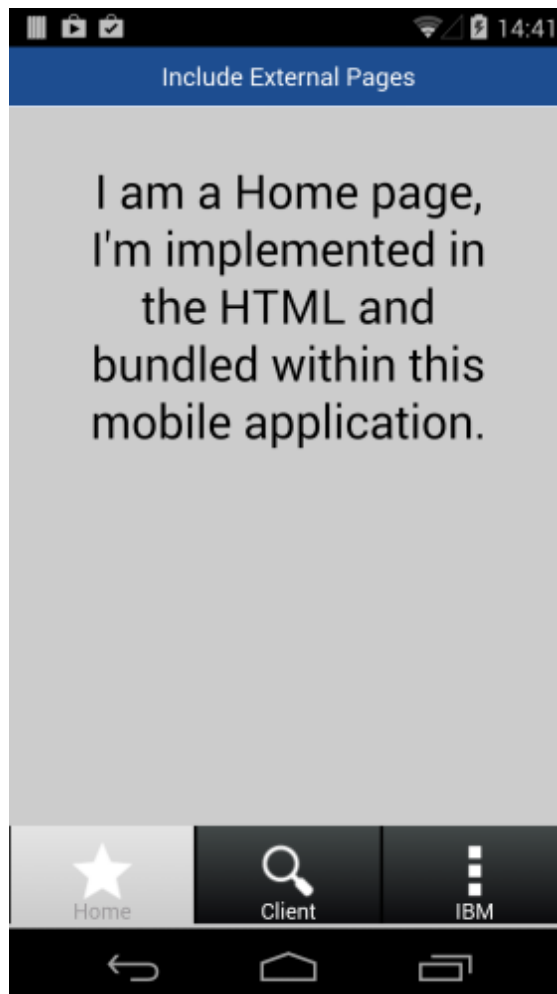 14:41
Include External Pages
I am a Home page,
I'm implemented in
the HTML and
bundled within this
mobile application.
Home
Client
IBM